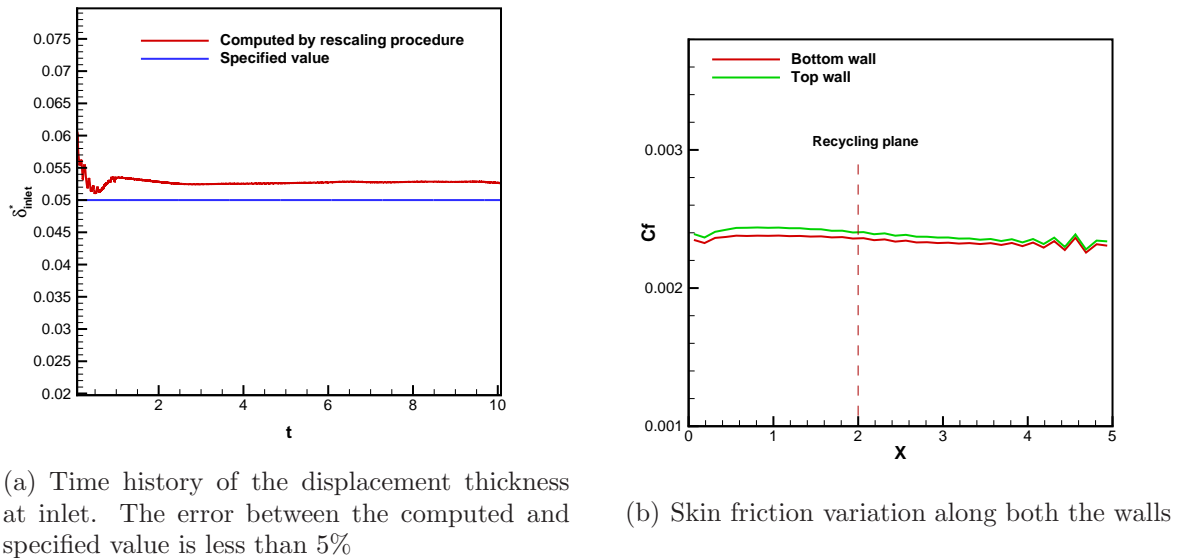 0.075
0.07
0.065
0.06
0.055
0.05
0.045
0.04
0.035
0.03
0.025
0.02
δ*inlet
Computed by rescaling procedure
Specified value
2
4
6
8
10
t
(a) Time history of the displacement thickness
at inlet. The error between the computed and
specified value is less than 5%
0.003
0.002
0.001
Cf
Bottom wall
Top wall
Recycling plane
0
1
2
3
4
5
X
(b) Skin friction variation along both the walls